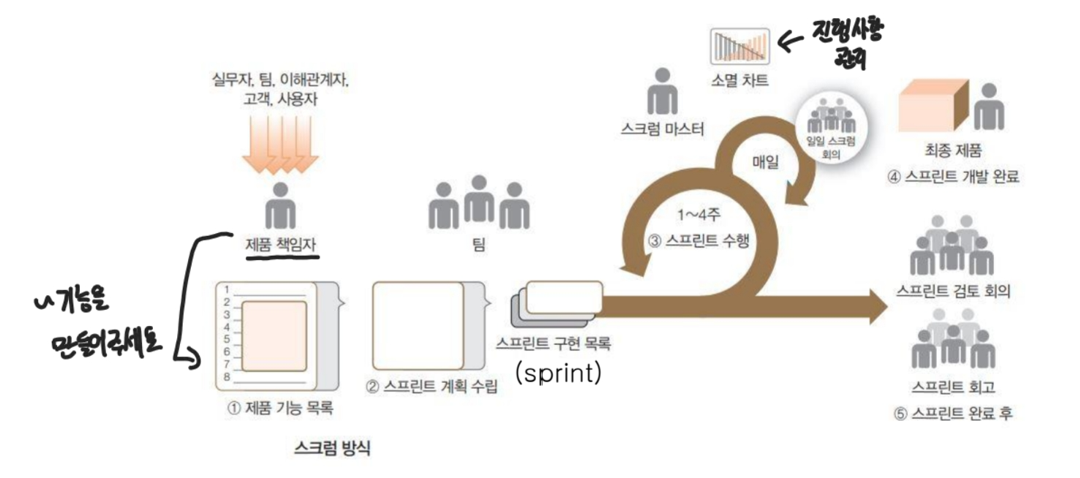 진행사항
관리
소멸 차트
실무자, 팀, 이해관계자,
고객, 사용자
스크럼 마스터
일일 스크럼
회의
매일
최종 제품
④ 스프린트 개발 완료
제품 책임자
팀
1~4주
③ 스프린트 수행
~기능을
만들어주세요
1
2
3
4
5
6
7
8
① 제품 기능 목록
② 스프린트 계획 수립
스프린트 구현 목록
(sprint)
스프린트 검토 회의
스프린트 회고
⑤ 스프린트 완료 후
스크럼 방식